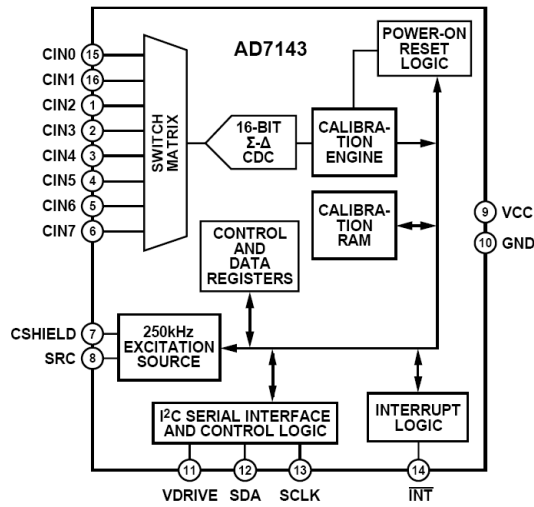 AD7143
POWER-ON
RESET
LOGIC
CIN0 15
CIN1 16
CIN2 1
CIN3 2
CIN4 3
CIN5 4
CIN6 5
CIN7 6
SWITCH
MATRIX
16-BIT
Σ-Δ
CDC
CALIBRA-
TION
ENGINE
CALIBRA-
TION
RAM
CONTROL
AND
DATA
REGISTERS
9 VCC
10 GND
CSHIELD 7
SRC 8
250kHz
EXCITATION
SOURCE
I²C SERIAL INTERFACE
AND CONTROL LOGIC
INTERRUPT
LOGIC
11 12 13 14
VDRIVE SDA SCLK INT